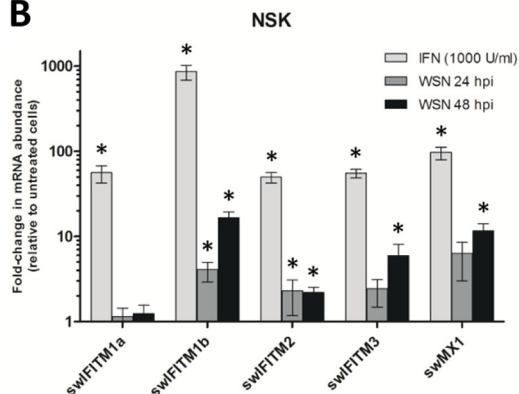 B
NSK
IFN (1000 U/ml)
WSN 24 hpi
WSN 48 hpi
Fold-change in mRNA abundance
(relative to untreated cells)
1000
100
10
1
* * * * * * * * * *
swIFITM1a
swIFITM1b
swIFITM2
swIFITM3
swMX1